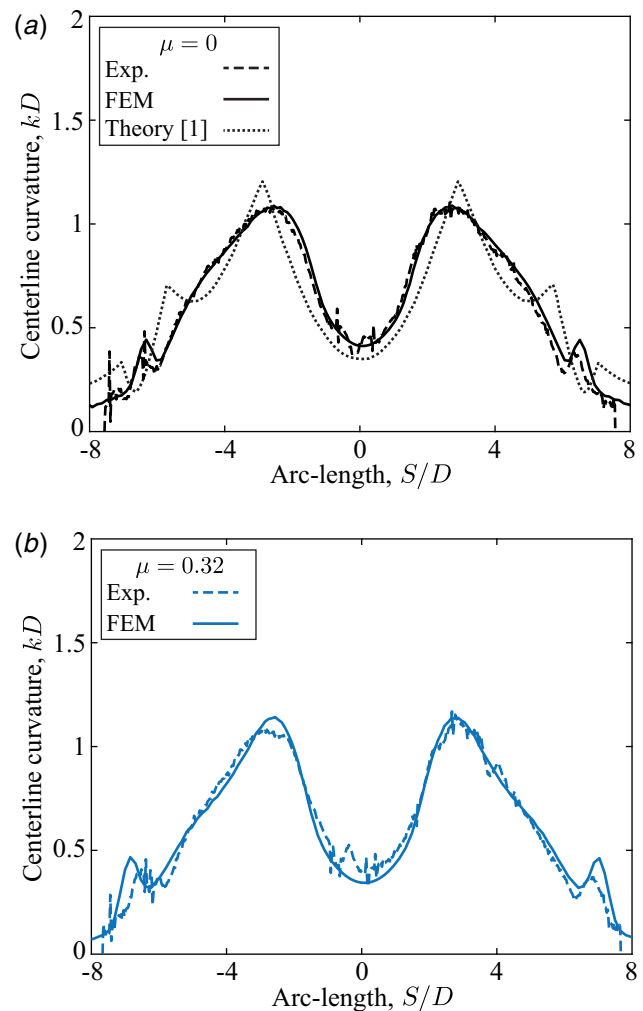 (a)
2
μ = 0
Exp.
FEM
Theory [1]
1.5
1
0.5
0
Centerline curvature, kD
-8 -4 0 4 8
Arc-length, S/D
(b)
2
μ = 0.32
Exp.
FEM
1.5
1
0.5
0
Centerline curvature, kD
-8 -4 0 4 8
Arc-length, S/D